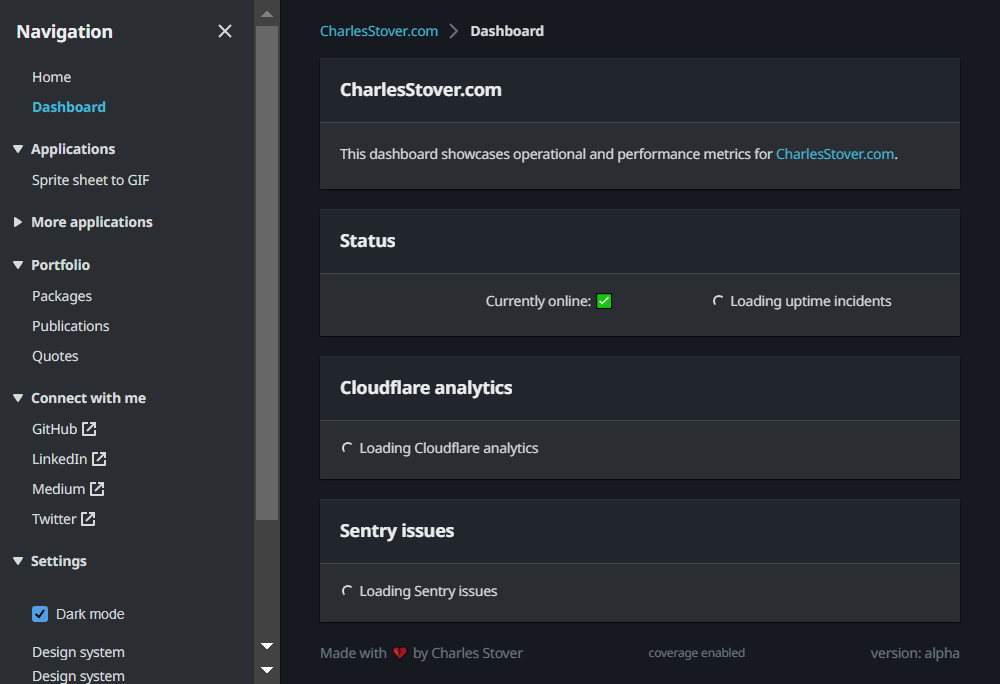 Navigation
Home
Dashboard
Applications
Sprite sheet to GIF
More applications
Portfolio
Packages
Publications
Quotes
Connect with me
GitHub
LinkedIn
Medium
Twitter
Settings
Dark mode
Design system
Design system
CharlesStover.com Dashboard
CharlesStover.com
This dashboard showcases operational and performance metrics for CharlesStover.com.
Status
Currently online: Loading uptime incidents
Cloudflare analytics
Loading Cloudflare analytics
Sentry issues
Loading Sentry issues
Made with 💔 by Charles Stover coverage enabled version: alpha